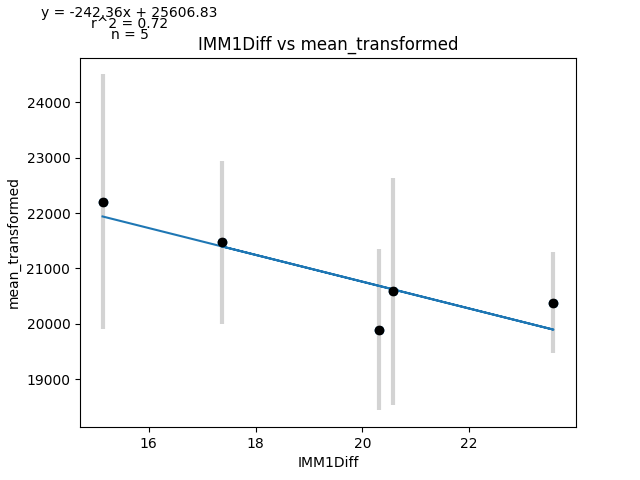 y = -242.36x + 25606.83
r^2 = 0.72
n = 5
IMM1Diff vs mean_transformed
24000
23000
22000
21000
20000
19000
mean_transformed
16
18
20
22
IMM1Diff